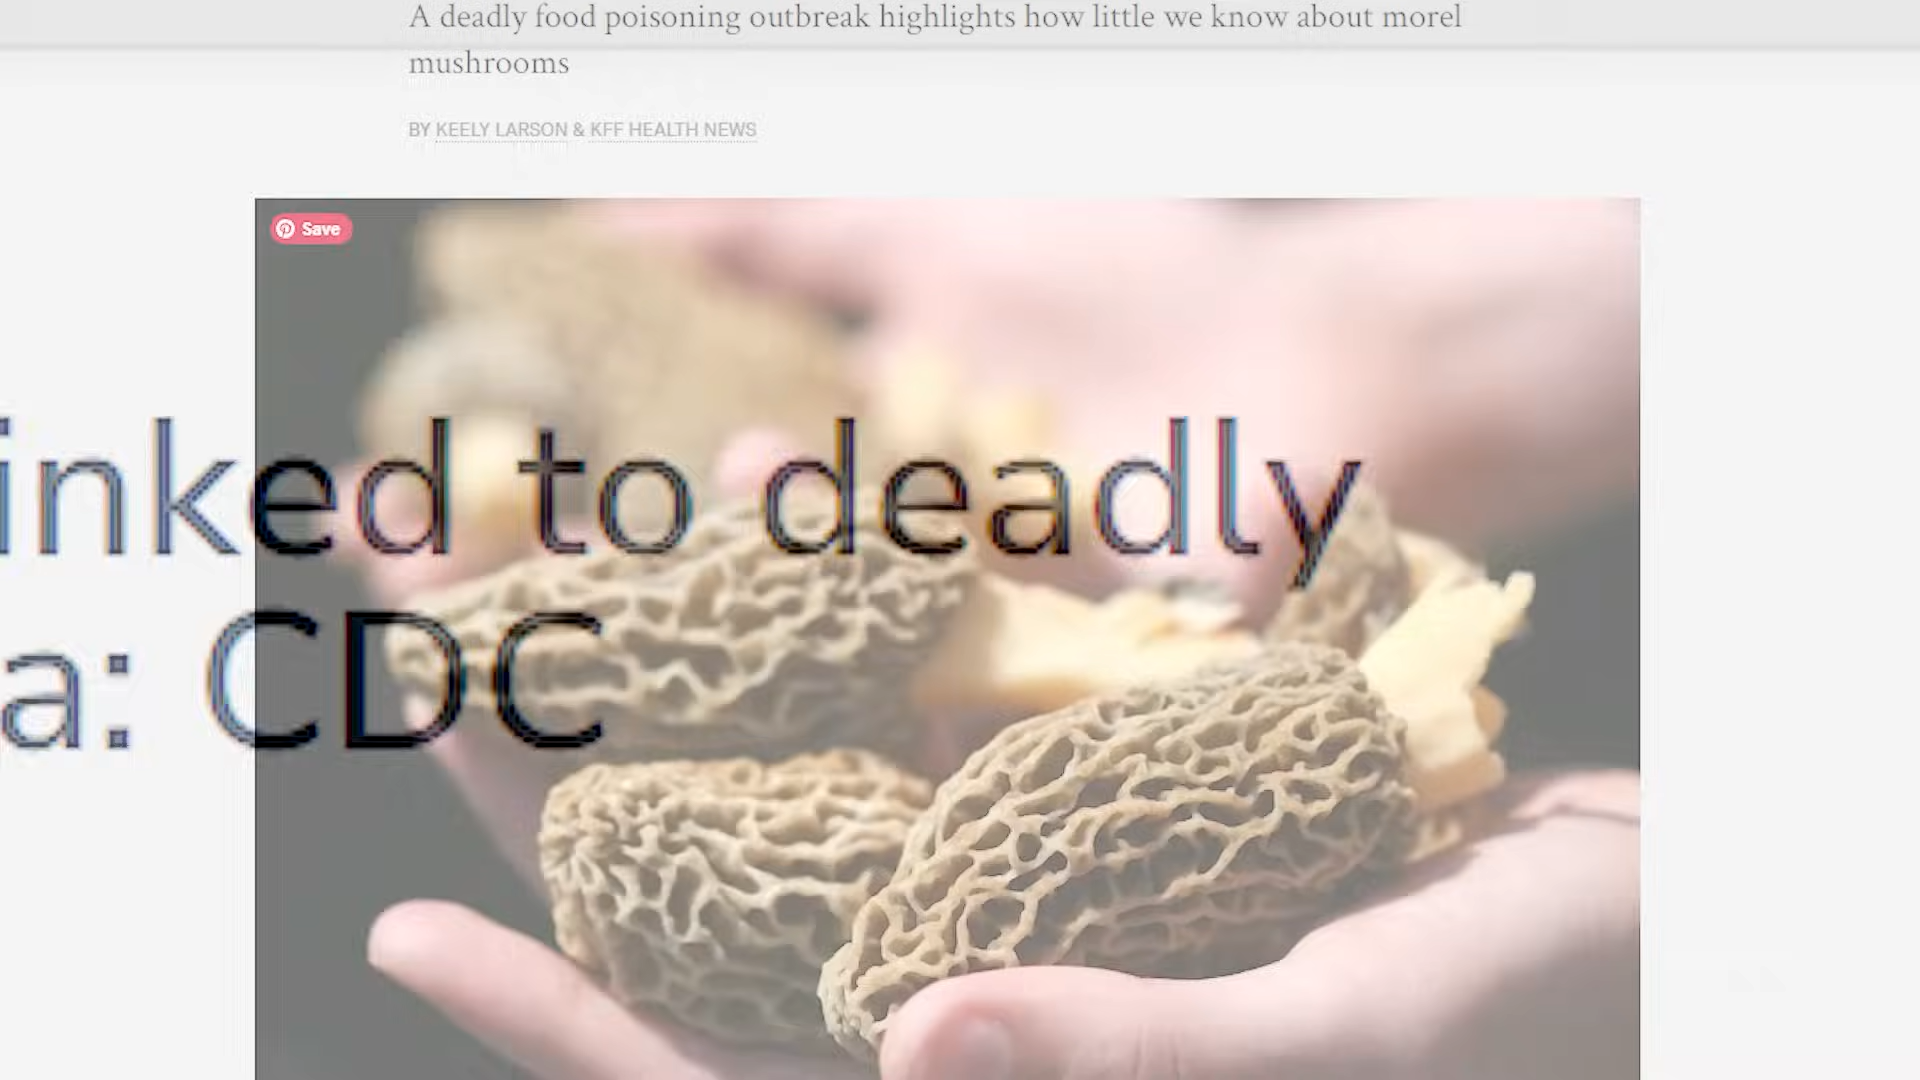 A deadly food poisoning outbreak highlights how little we know about morel
mushrooms
BY KEELY LARSON & KFF HEALTH NEWS
Save
inked to deadly
a: CDC